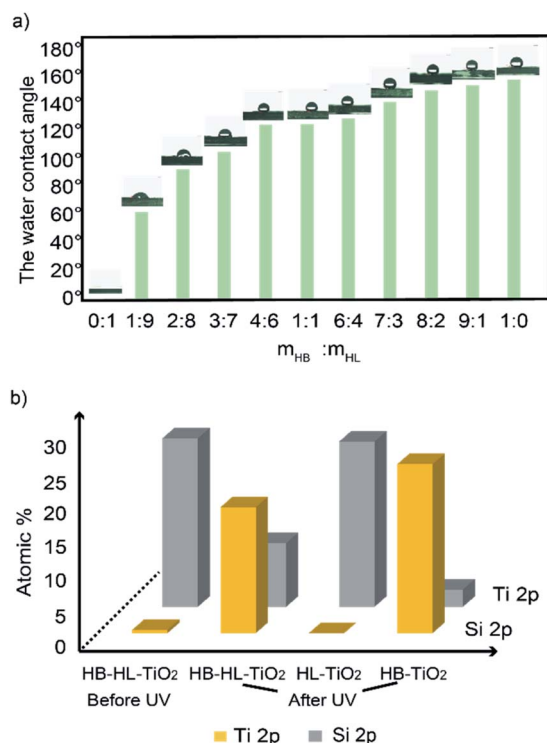 a)
The water contact angle
180°
160°
140°
120°
100°
80°
60°
40°
20°
0°
0:1 1:9 2:8 3:7 4:6 1:1 6:4 7:3 8:2 9:1 1:0
mHB :mHL
b)
Atomic %
30
25
20
15
10
5
0
Ti 2p
Si 2p
HB-HL-TiO2 HB-HL-TiO2 HL-TiO2 HB-TiO2
Before UV After UV
Ti 2p Si 2p